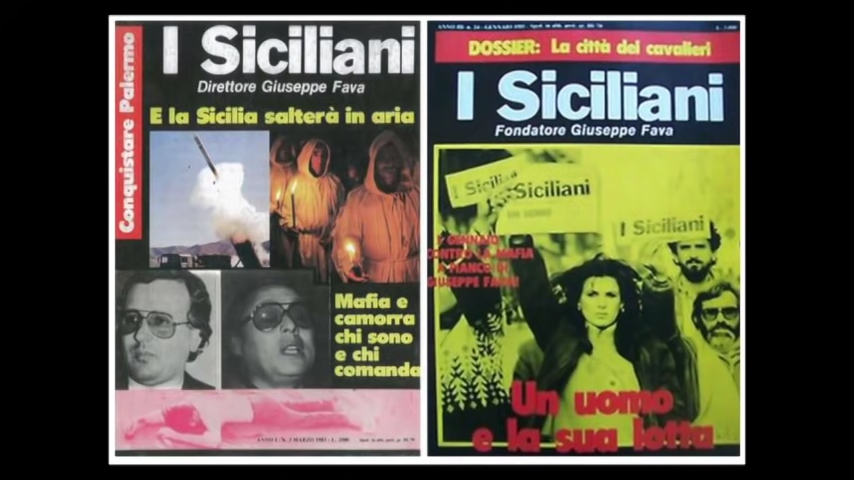 Conquistare Palermo
I Siciliani
Direttore Giuseppe Fava
E la Sicilia salterà in aria
Mafia e
camorra
chi sono
e chi
comanda
DOSSIER: La città dei cavalieri
I Siciliani
Fondatore Giuseppe Fava
I Siciliani
Siciliani
I Siciliani
GENNAIO
CONTRO LA MAFIA
A FIANCO DI
GIUSEPPE FAVA
Un uomo
e la sua lotta